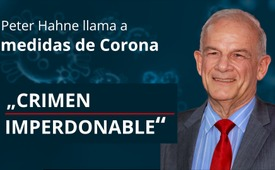 Peter Hahne llama a
medidas de Corona
„CRIMEN
IMPERDONABLE“